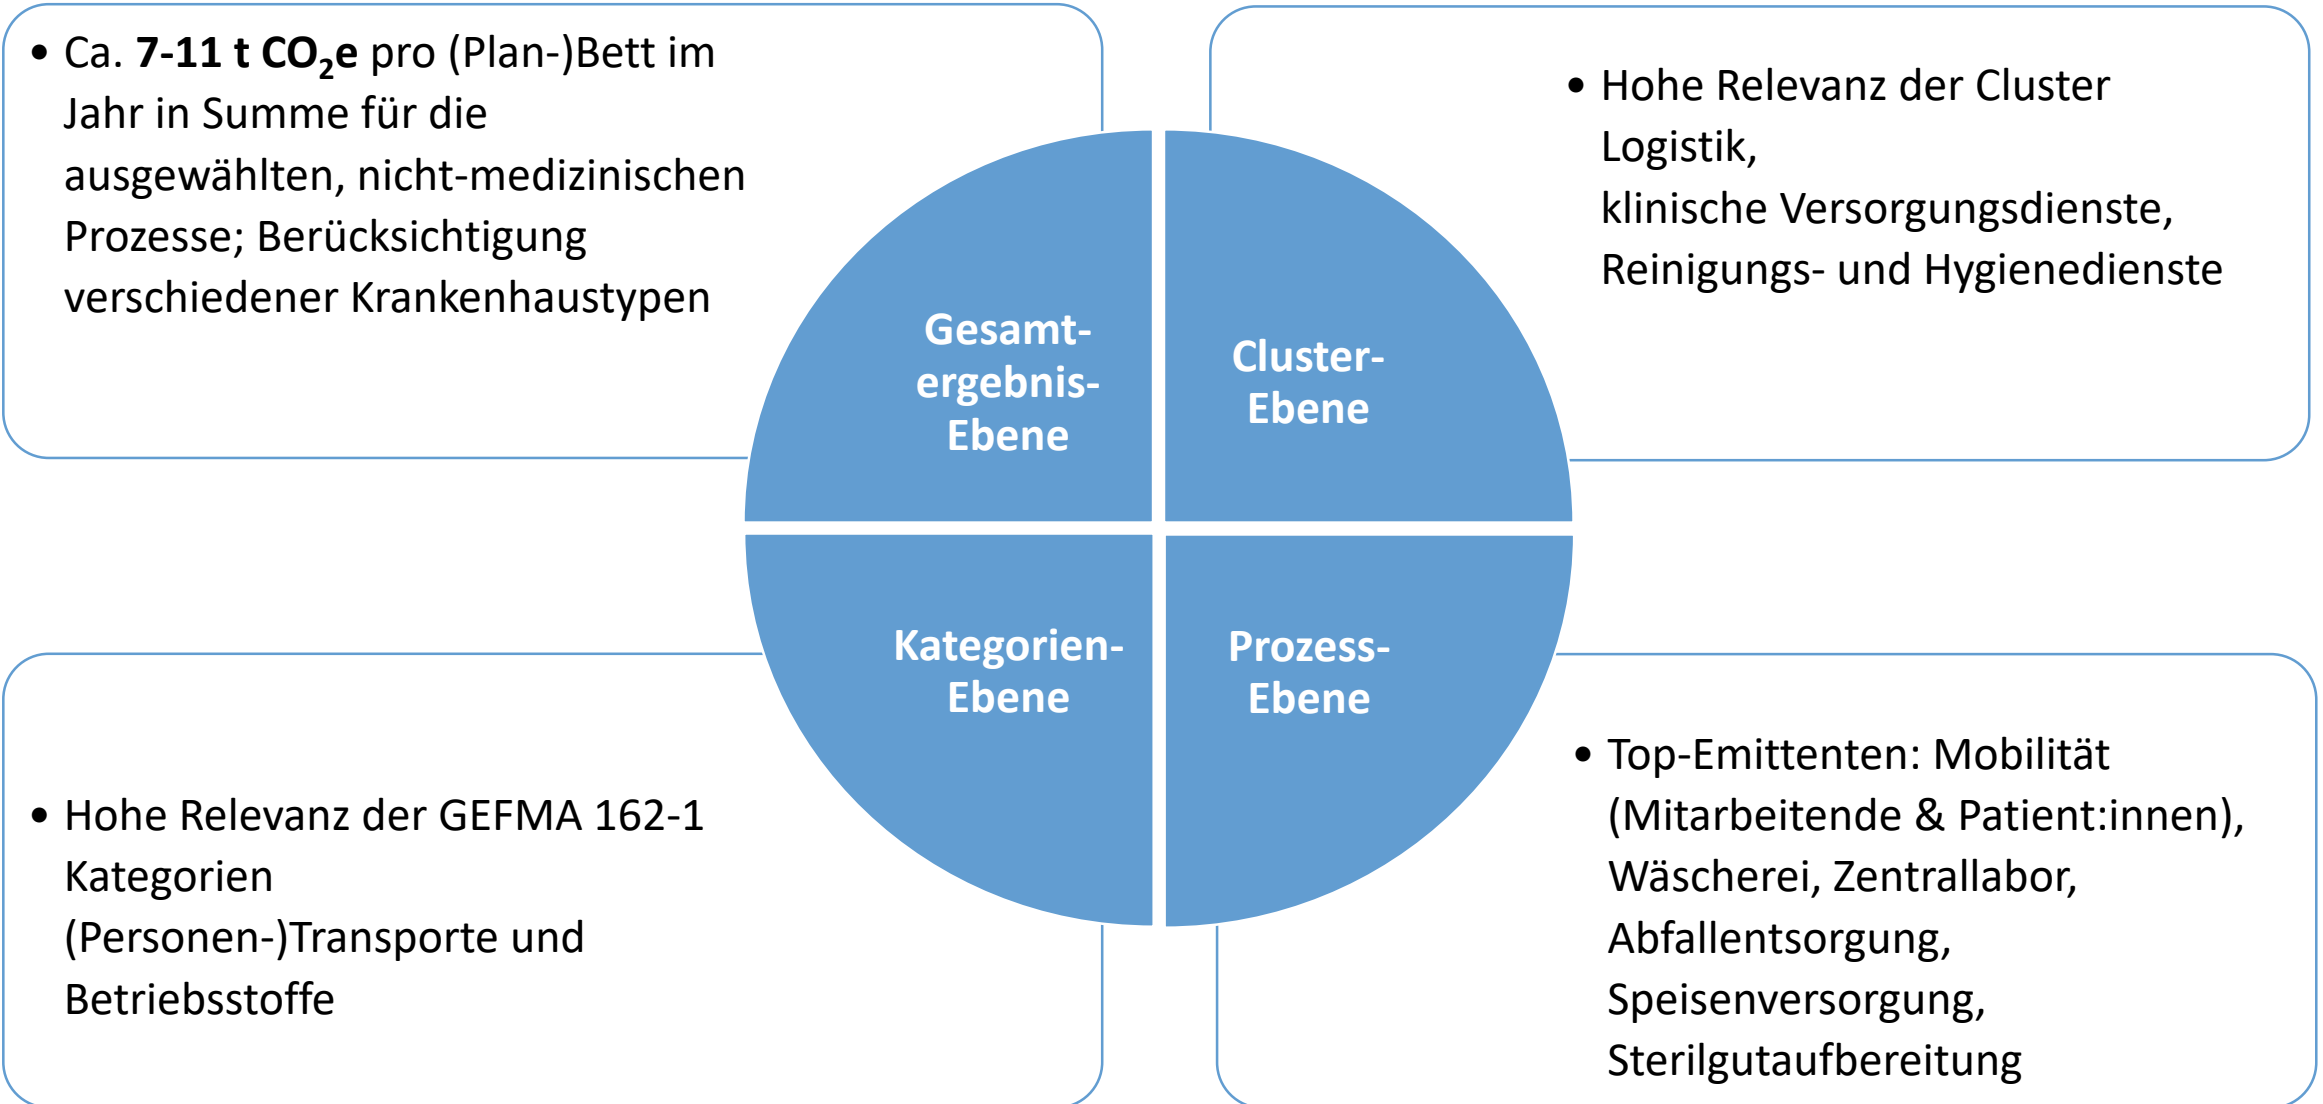 • Ca. 7-11 t CO₂e pro (Plan-)Bett im
Jahr in Summe für die
ausgewählten, nicht-medizinischen
Prozesse; Berücksichtigung
verschiedener Krankenhaustypen
• Hohe Relevanz der Cluster
Logistik,
klinische Versorgungsdienste,
Reinigungs- und Hygienedienste
Gesamt-
ergebnis-
Ebene
Cluster-
Ebene
Kategorien-
Ebene
Prozess-
Ebene
• Hohe Relevanz der GEFMA 162-1
Kategorien
(Personen-)Transporte und
Betriebsstoffe
• Top-Emittenten: Mobilität
(Mitarbeitende & Patient:innen),
Wäscherei, Zentrallabor,
Abfallentsorgung,
Speisenversorgung,
Sterilgutaufbereitung